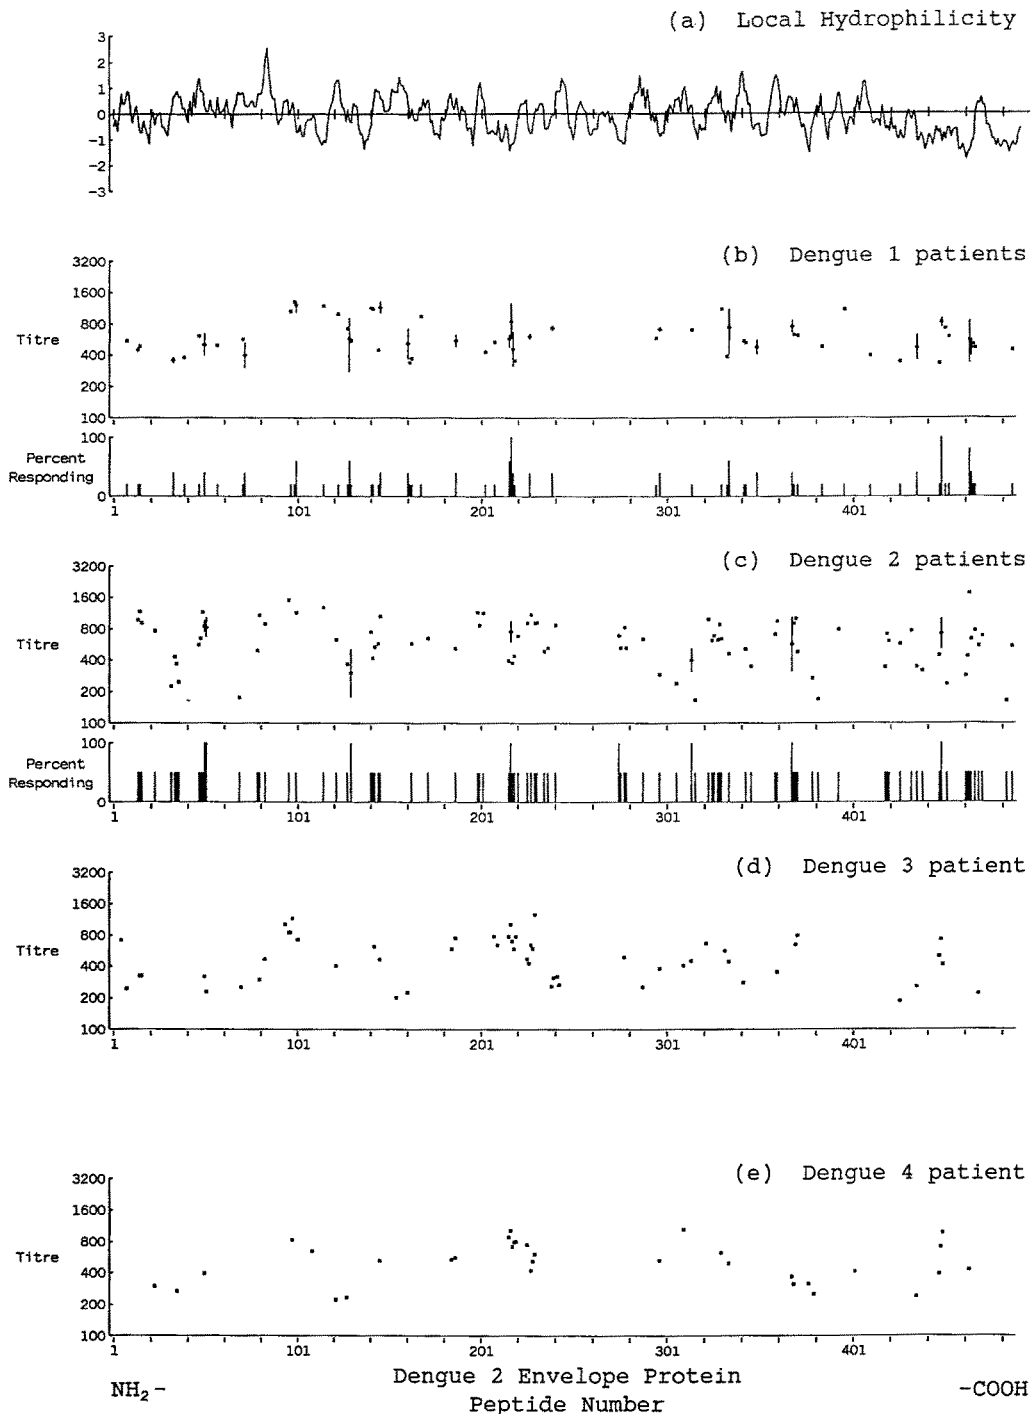 (a) Local Hydrophilicity
3
2
1
0
-1
-2
-3
(b) Dengue 1 patients
3200
1600
800
400
200
100
Titre
100
0
Percent
Responding
1 101 201 301 401
(c) Dengue 2 patients
3200
1600
800
400
200
100
Titre
100
0
Percent
Responding
1 101 201 301 401
(d) Dengue 3 patient
3200
1600
800
400
200
100
Titre
1 101 201 301 401
(e) Dengue 4 patient
3200
1600
800
400
200
100
Titre
1 101 201 301 401
NH₂- Dengue 2 Envelope Protein -COOH
Peptide Number